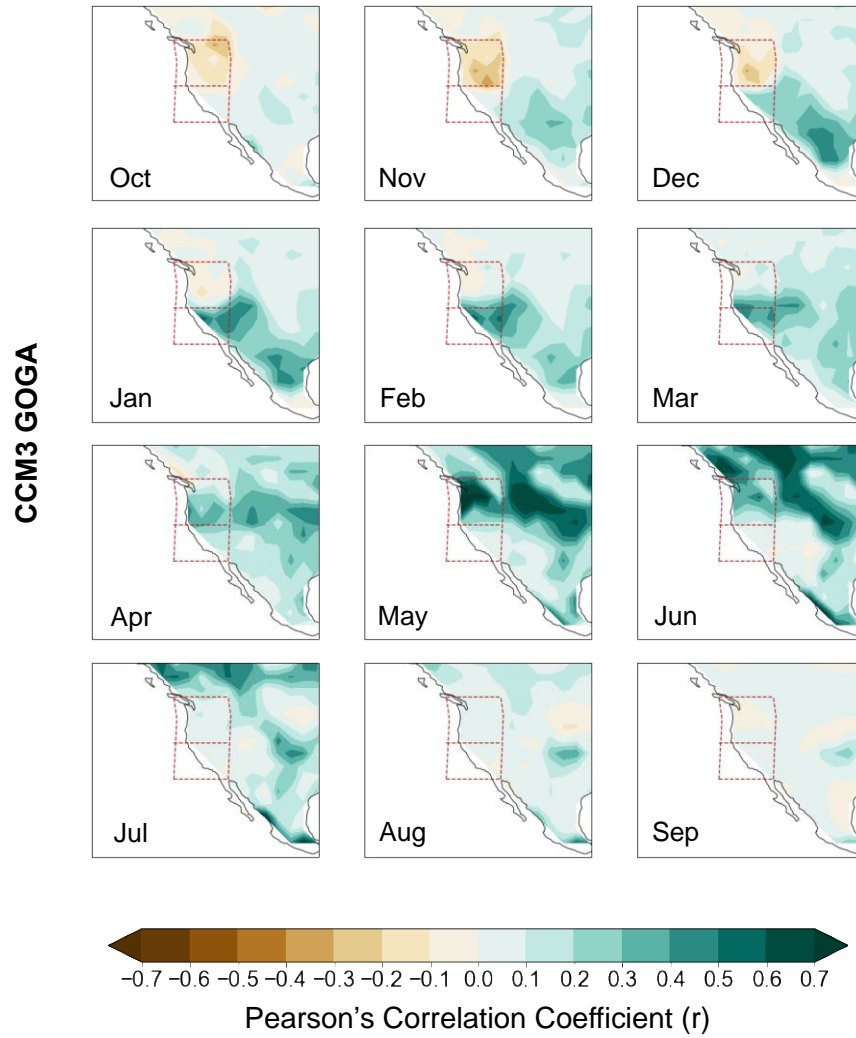 CCM3 GOGA
Oct
Nov
Dec
Jan
Feb
Mar
Apr
May
Jun
Jul
Aug
Sep
−0.7 −0.6 −0.5 −0.4 −0.3 −0.2 −0.1 0.0 0.1 0.2 0.3 0.4 0.5 0.6 0.7
Pearson's Correlation Coefficient (r)